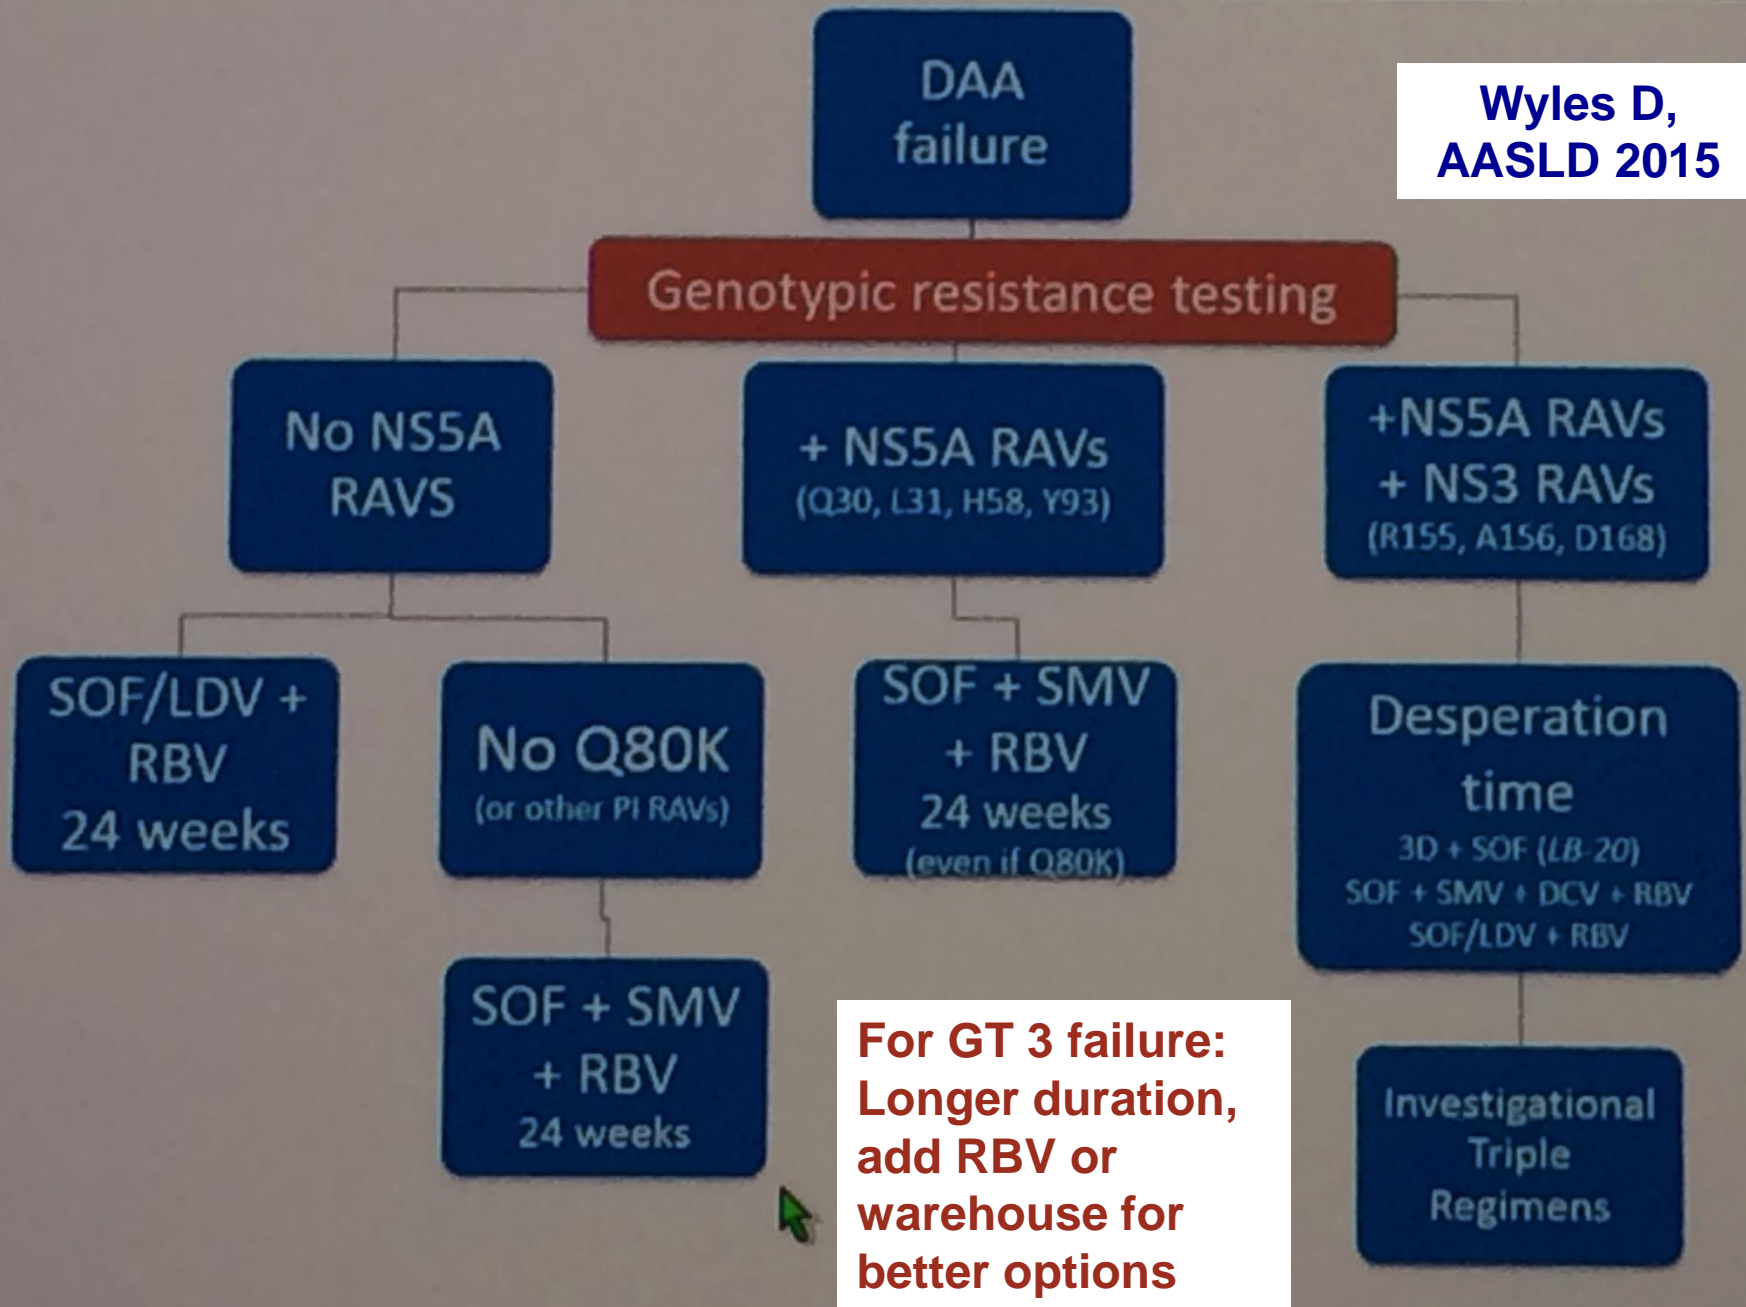 DAA
failure
Wyles D,
AASLD 2015
Genotypic resistance testing
No NS5A
RAVS
+ NS5A RAVs
(Q30, L31, H58, Y93)
+NS5A RAVs
+ NS3 RAVs
(R155, A156, D168)
SOF/LDV +
RBV
24 weeks
No Q80K
(or other PI RAVs)
SOF + SMV
+ RBV
24 weeks
(even if Q80K)
Desperation
time
3D + SOF (LB-20)
SOF + SMV + DCV + RBV
SOF/LDV + RBV
SOF + SMV
+ RBV
24 weeks
For GT 3 failure:
Longer duration,
add RBV or
warehouse for
better options
Investigational
Triple
Regimens